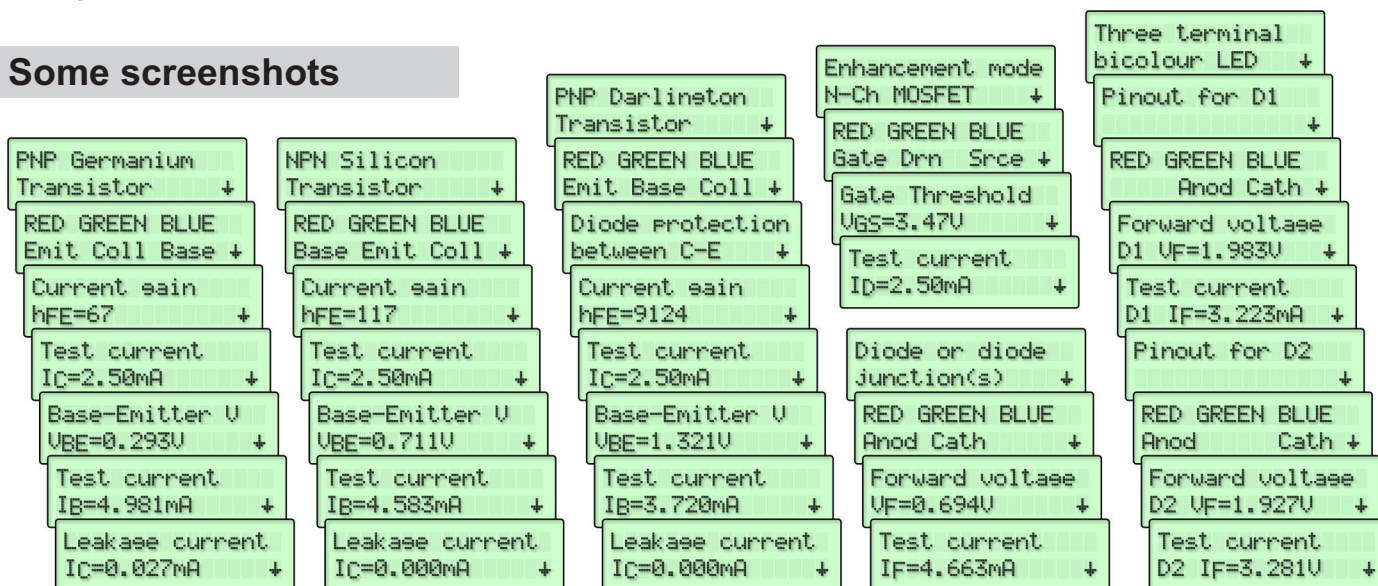 Some screenshots
PNP Germanium
Transistor ↓
RED GREEN BLUE
Emit Coll Base ↓
Current gain
hFE=67 ↓
Test current
IC=2.50mA ↓
Base-Emitter V
VBE=0.293V ↓
Test current
IB=4.981mA ↓
Leakage current
IC=0.027mA ↓
NPN Silicon
Transistor ↓
RED GREEN BLUE
Base Emit Coll ↓
Current gain
hFE=117 ↓
Test current
IC=2.50mA ↓
Base-Emitter V
VBE=0.711V ↓
Test current
IB=4.583mA ↓
Leakage current
IC=0.000mA ↓
PNP Darlington
Transistor ↓
RED GREEN BLUE
Emit Base Coll ↓
Diode protection
between C-E ↓
Current gain
hFE=9124 ↓
Test current
IC=2.50mA ↓
Base-Emitter V
VBE=1.321V ↓
Test current
IB=3.720mA ↓
Leakage current
IC=0.000mA ↓
Enhancement mode
N-Ch MOSFET ↓
RED GREEN BLUE
Gate Drn Srce ↓
Gate Threshold
VGS=3.47V ↓
Test current
ID=2.50mA ↓
Diode or diode
junction(s) ↓
RED GREEN BLUE
Anod Cath ↓
Forward voltage
VF=0.694V ↓
Test current
IF=4.663mA ↓
Three terminal
bicolour LED ↓
Pinout for D1
↓
RED GREEN BLUE
Anod Cath ↓
Forward voltage
D1 VF=1.983V ↓
Test current
D1 IF=3.223mA ↓
Pinout for D2
↓
RED GREEN BLUE
Anod Cath ↓
Forward voltage
D2 VF=1.927V ↓
Test current
D2 IF=3.281mA ↓